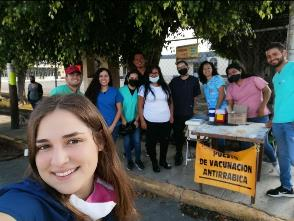 PUESTO
DE VACUNACION
ANTIRRABICA